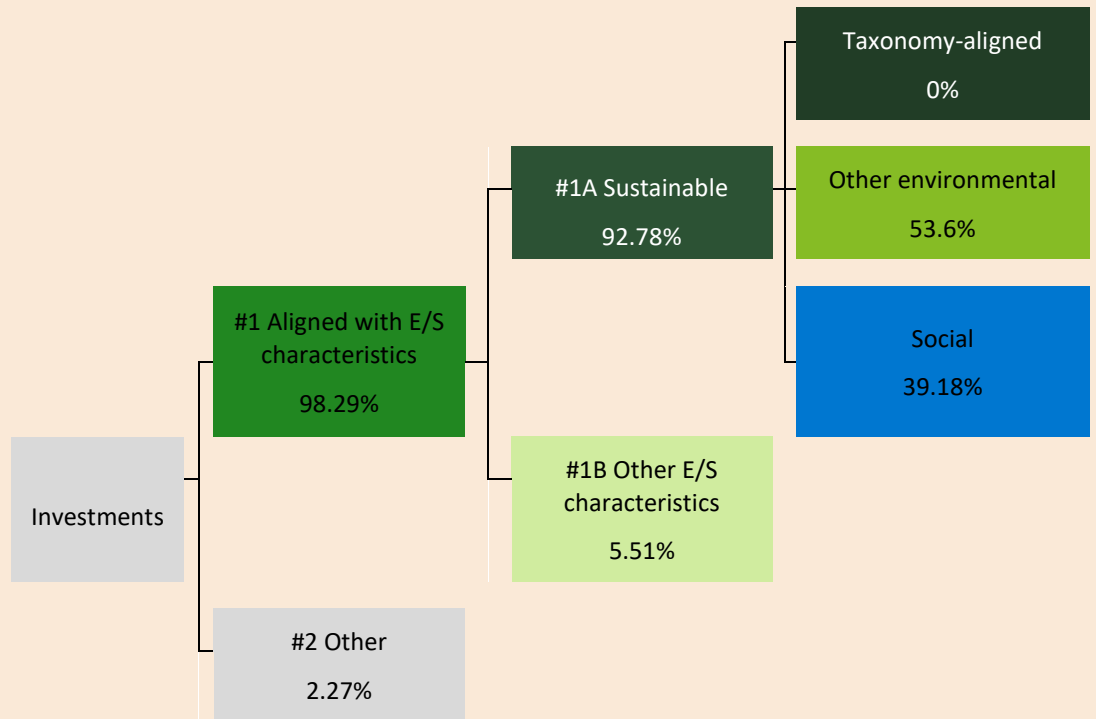 Investments
#1 Aligned with E/S
characteristics
98.29%
#2 Other
2.27%
#1A Sustainable
92.78%
#1B Other E/S
characteristics
5.51%
Taxonomy-aligned
0%
Other environmental
53.6%
Social
39.18%